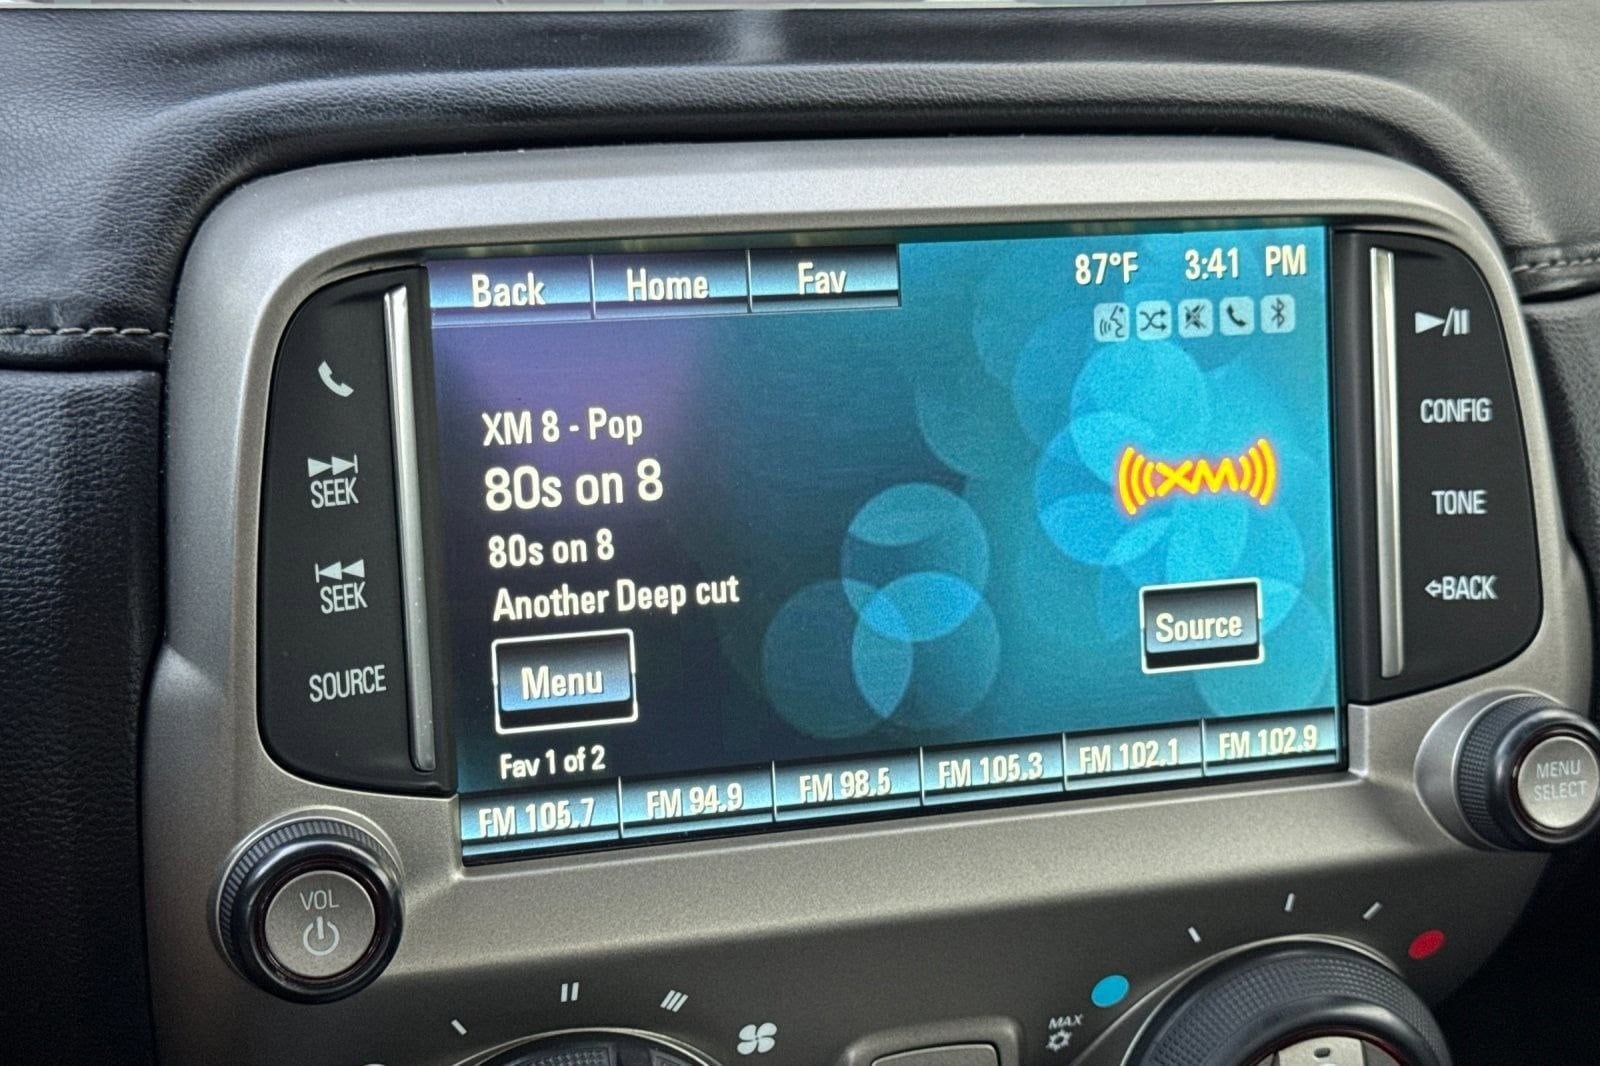 Back Home Fav
87°F 3:41 PM
XM 8 - Pop
80s on 8
80s on 8
Another Deep cut
XM
Source
Menu
Fav 1 of 2
FM 105.7 FM 94.9 FM 98.5 FM 105.3 FM 102.1 FM 102.9
SEEK
SEEK
SOURCE
CONFIG
TONE
BACK
VOL
MENU
SELECT
MAX